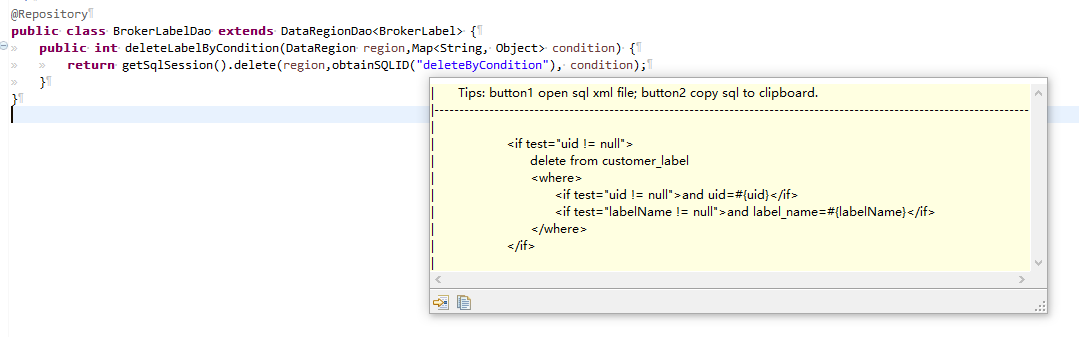 @Repository
public class BrokerLabelDao extends DataRegionDao<BrokerLabel> {
public int deleteLabelByCondition(DataRegion region,Map<String, Object> condition) {
return getSqlSession().delete(region,obtainSQLID("deleteByCondition"), condition);
}
}
Tips: button1 open sql xml file; button2 copy sql to clipboard.
<if test="uid != null">
delete from customer_label
<where>
<if test="uid != null">and uid=#{uid}</if>
<if test="labelName != null">and label_name=#{labelName}</if>
</where>
</if>